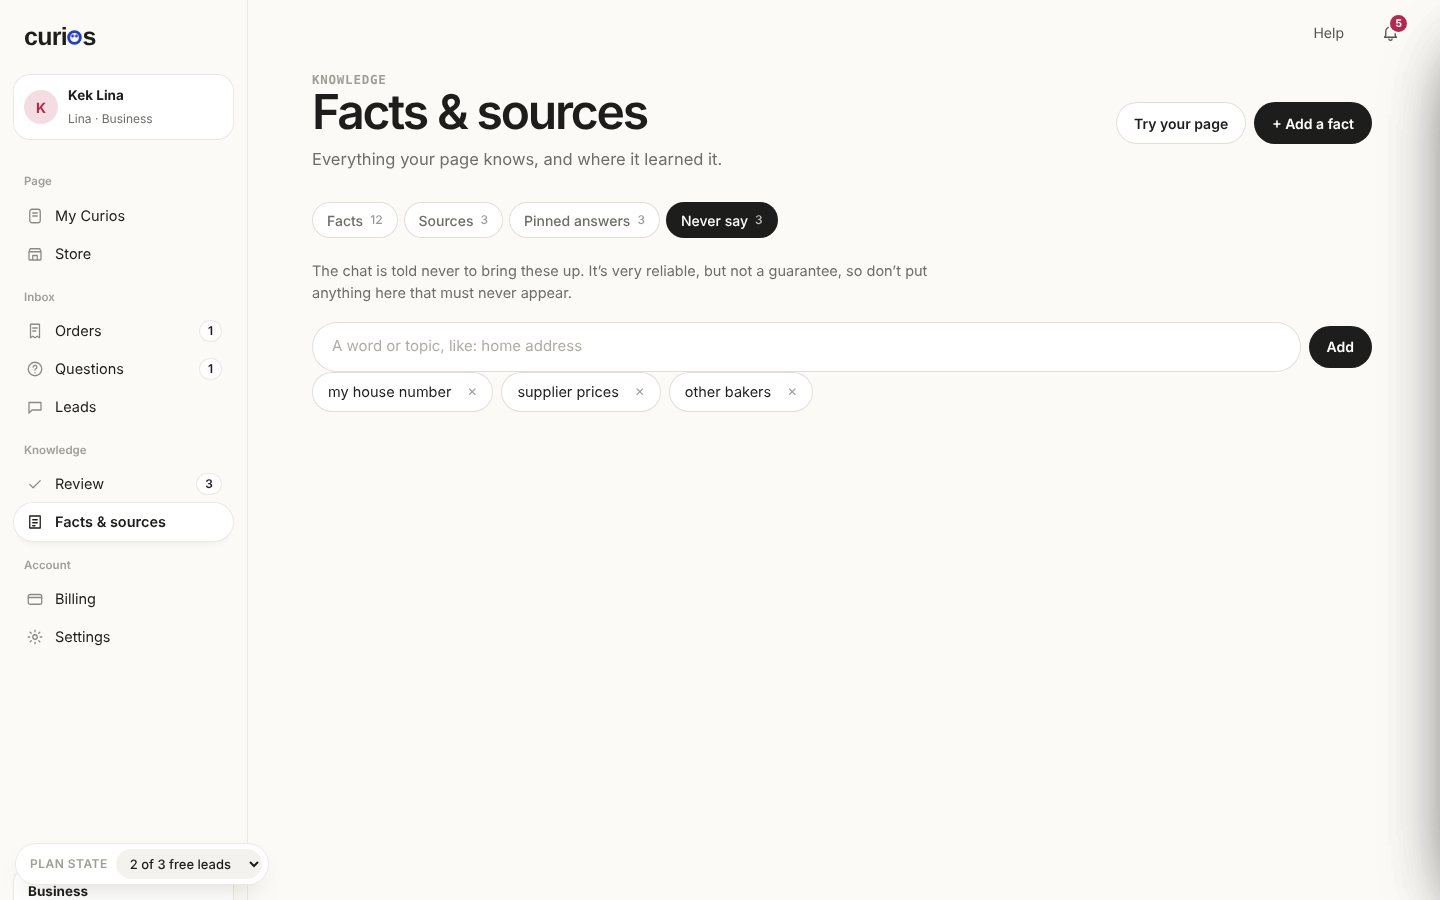 curios
K
Kek Lina
Lina · Business
Page
My Curios
Store
Inbox
Orders 1
Questions 1
Leads
Knowledge
Review 3
Facts & sources
Account
Billing
Settings
PLAN STATE 2 of 3 free leads
Business
Help
5
KNOWLEDGE
Facts & sources
Everything your page knows, and where it learned it.
Try your page
+ Add a fact
Facts 12
Sources 3
Pinned answers 3
Never say 3
The chat is told never to bring these up. It’s very reliable, but not a guarantee, so don’t put
anything here that must never appear.
A word or topic, like: home address
Add
my house number ×
supplier prices ×
other bakers ×